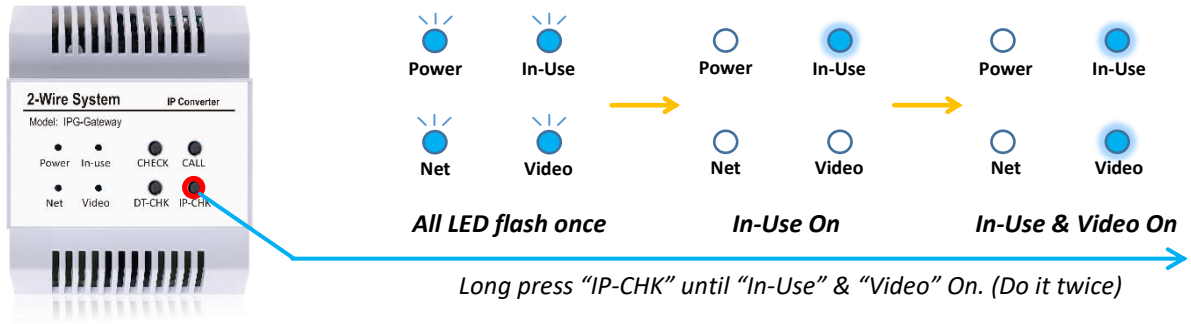 2-Wire System IP Converter
Model: IPG-Gateway
Power In-use CHECK CALL
Net Video DT-CHK IP-CHK
Power In-Use
Net Video
All LED flash once
Power In-Use
Net Video
In-Use On
Power In-Use
Net Video
In-Use & Video On
Long press “IP-CHK” until “In-Use” & “Video” On. (Do it twice)